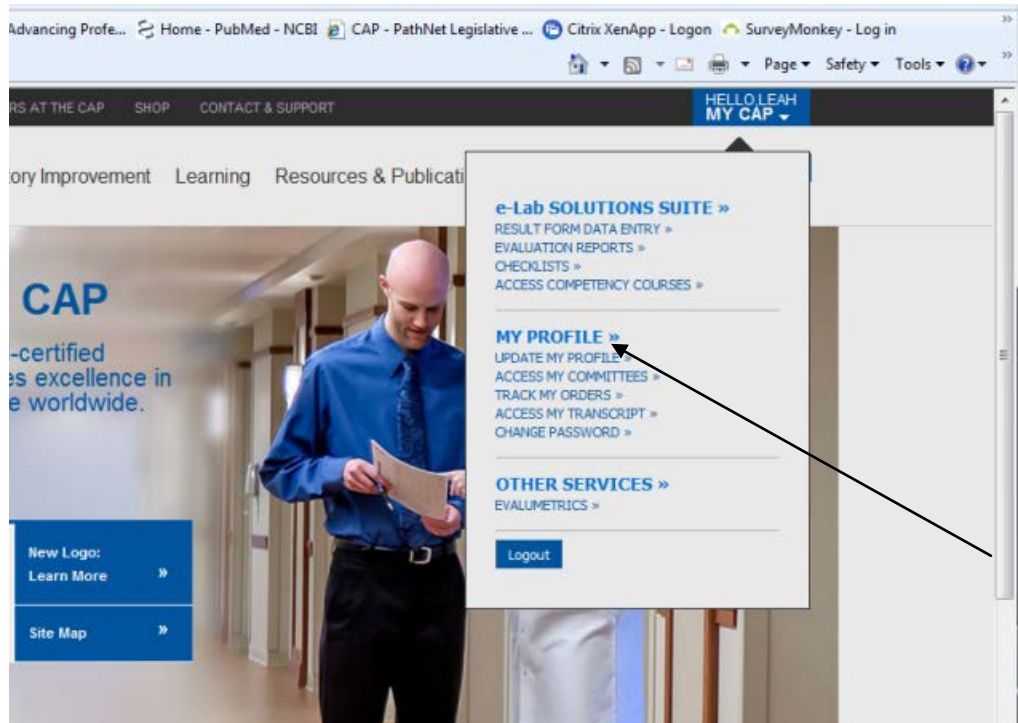 Advancing Profe... Home - PubMed - NCBI CAP - PathNet Legislative ... Citrix XenApp - Logon SurveyMonkey - Log in »
Page Safety Tools »
RS AT THE CAP SHOP CONTACT & SUPPORT
HELLO,LEAH
MY CAP
ory Improvement Learning Resources & Publicati
e-Lab SOLUTIONS SUITE »
RESULT FORM DATA ENTRY »
EVALUATION REPORTS »
CHECKLISTS »
ACCESS COMPETENCY COURSES »
MY PROFILE »
UPDATE MY PROFILE »
ACCESS MY COMMITTEES »
TRACK MY ORDERS »
ACCESS MY TRANSCRIPT »
CHANGE PASSWORD »
OTHER SERVICES »
EVALUMETRICS »
Logout
CAP
-certified
es excellence in
e worldwide.
New Logo:
Learn More »
Site Map »